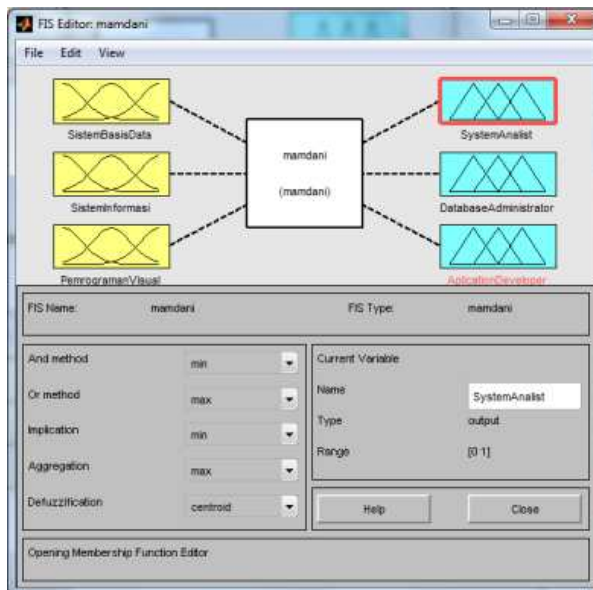 FIS Editor: mamdani
File Edit View
SistemBasisData
SistemInformasi
PemrogramanVisual
mamdani
(mamdani)
SystemAnalist
DatabaseAdministrator
AplicationDeveloper
FIS Name: mamdani FIS Type: mamdani
And method min
Or method max
Implication min
Aggregation max
Defuzzification centroid
Current Variable
Name SystemAnalist
Type output
Range [0 1]
Help Close
Opening Membership Function Editor